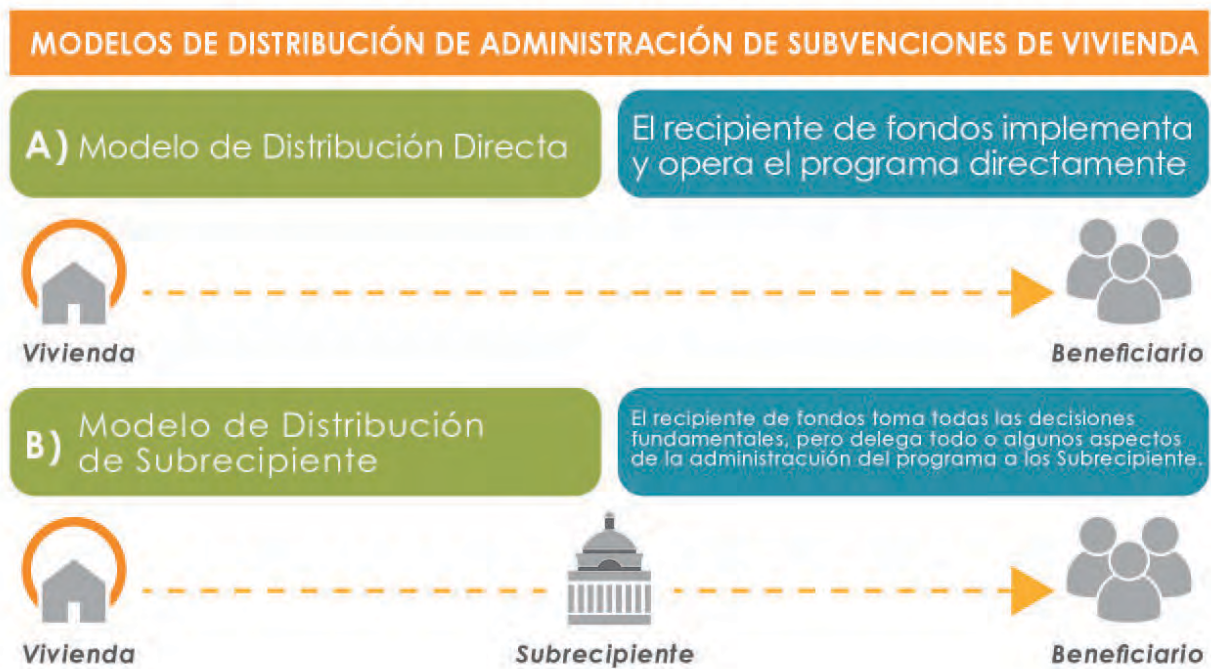 MODELOS DE DISTRIBUCIÓN DE ADMINISTRACIÓN DE SUBVENCIONES DE VIVIENDA
A) Modelo de Distribución Directa
El recipiente de fondos implementa
y opera el programa directamente
Vivienda
Beneficiario
B) Modelo de Distribución
de Subrecipiente
El recipiente de fondos toma todas las decisiones
fundamentales, pero delega todo o algunos aspectos
de la administracuión del programa a los Subrecipiente.
Vivienda
Subrecipiente
Beneficiario